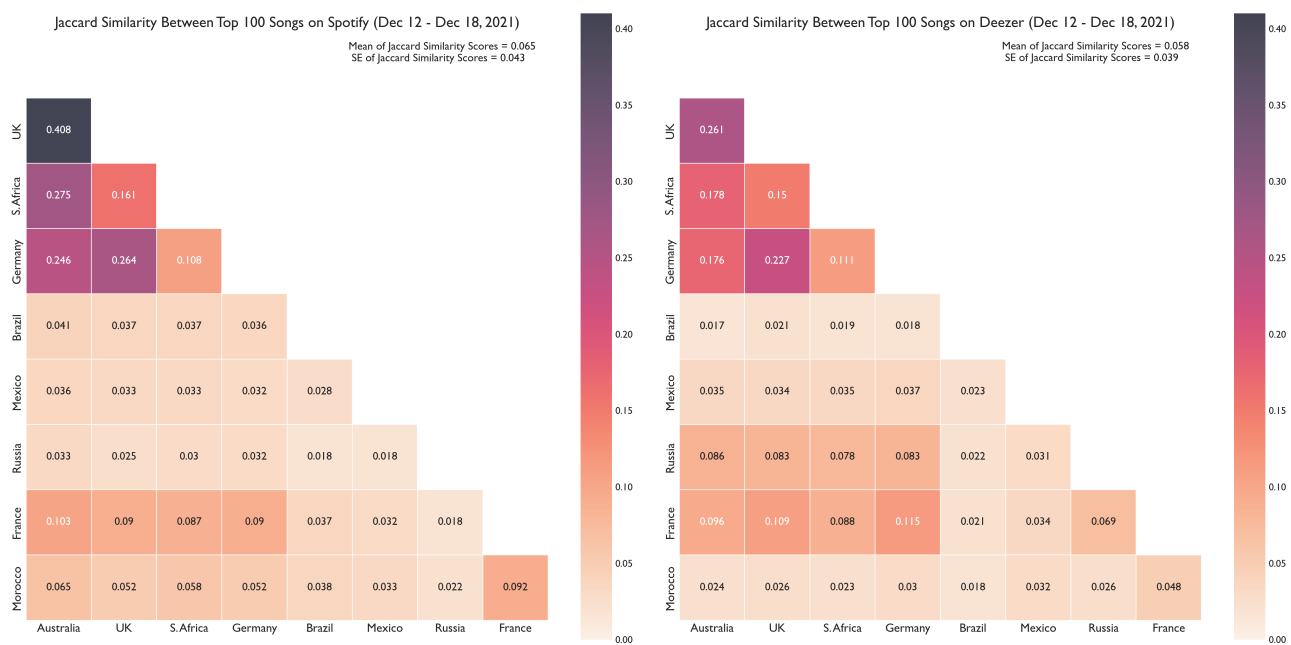 Jaccard Similarity Between Top 100 Songs on Spotify (Dec 12 - Dec 18, 2021)
Mean of Jaccard Similarity Scores = 0.065
SE of Jaccard Similarity Scores = 0.043
UK 0.408
S. Africa 0.275 0.161
Germany 0.246 0.264 0.108
Brazil 0.041 0.037 0.037 0.036
Mexico 0.036 0.033 0.033 0.032 0.028
Russia 0.033 0.025 0.03 0.032 0.018 0.018
France 0.103 0.09 0.087 0.09 0.037 0.032 0.018
Morocco 0.065 0.052 0.058 0.052 0.038 0.033 0.022 0.092
Australia UK S. Africa Germany Brazil Mexico Russia France
0.40
0.35
0.30
0.25
0.20
0.15
0.10
0.05
0.00
Jaccard Similarity Between Top 100 Songs on Deezer (Dec 12 - Dec 18, 2021)
Mean of Jaccard Similarity Scores = 0.058
SE of Jaccard Similarity Scores = 0.039
UK 0.261
S. Africa 0.178 0.15
Germany 0.176 0.227 0.111
Brazil 0.017 0.021 0.019 0.018
Mexico 0.035 0.034 0.035 0.037 0.023
Russia 0.086 0.083 0.078 0.083 0.022 0.031
France 0.096 0.109 0.088 0.115 0.021 0.034 0.069
Morocco 0.024 0.026 0.023 0.03 0.018 0.032 0.026 0.048
Australia UK S. Africa Germany Brazil Mexico Russia France
0.40
0.35
0.30
0.25
0.20
0.15
0.10
0.05
0.00